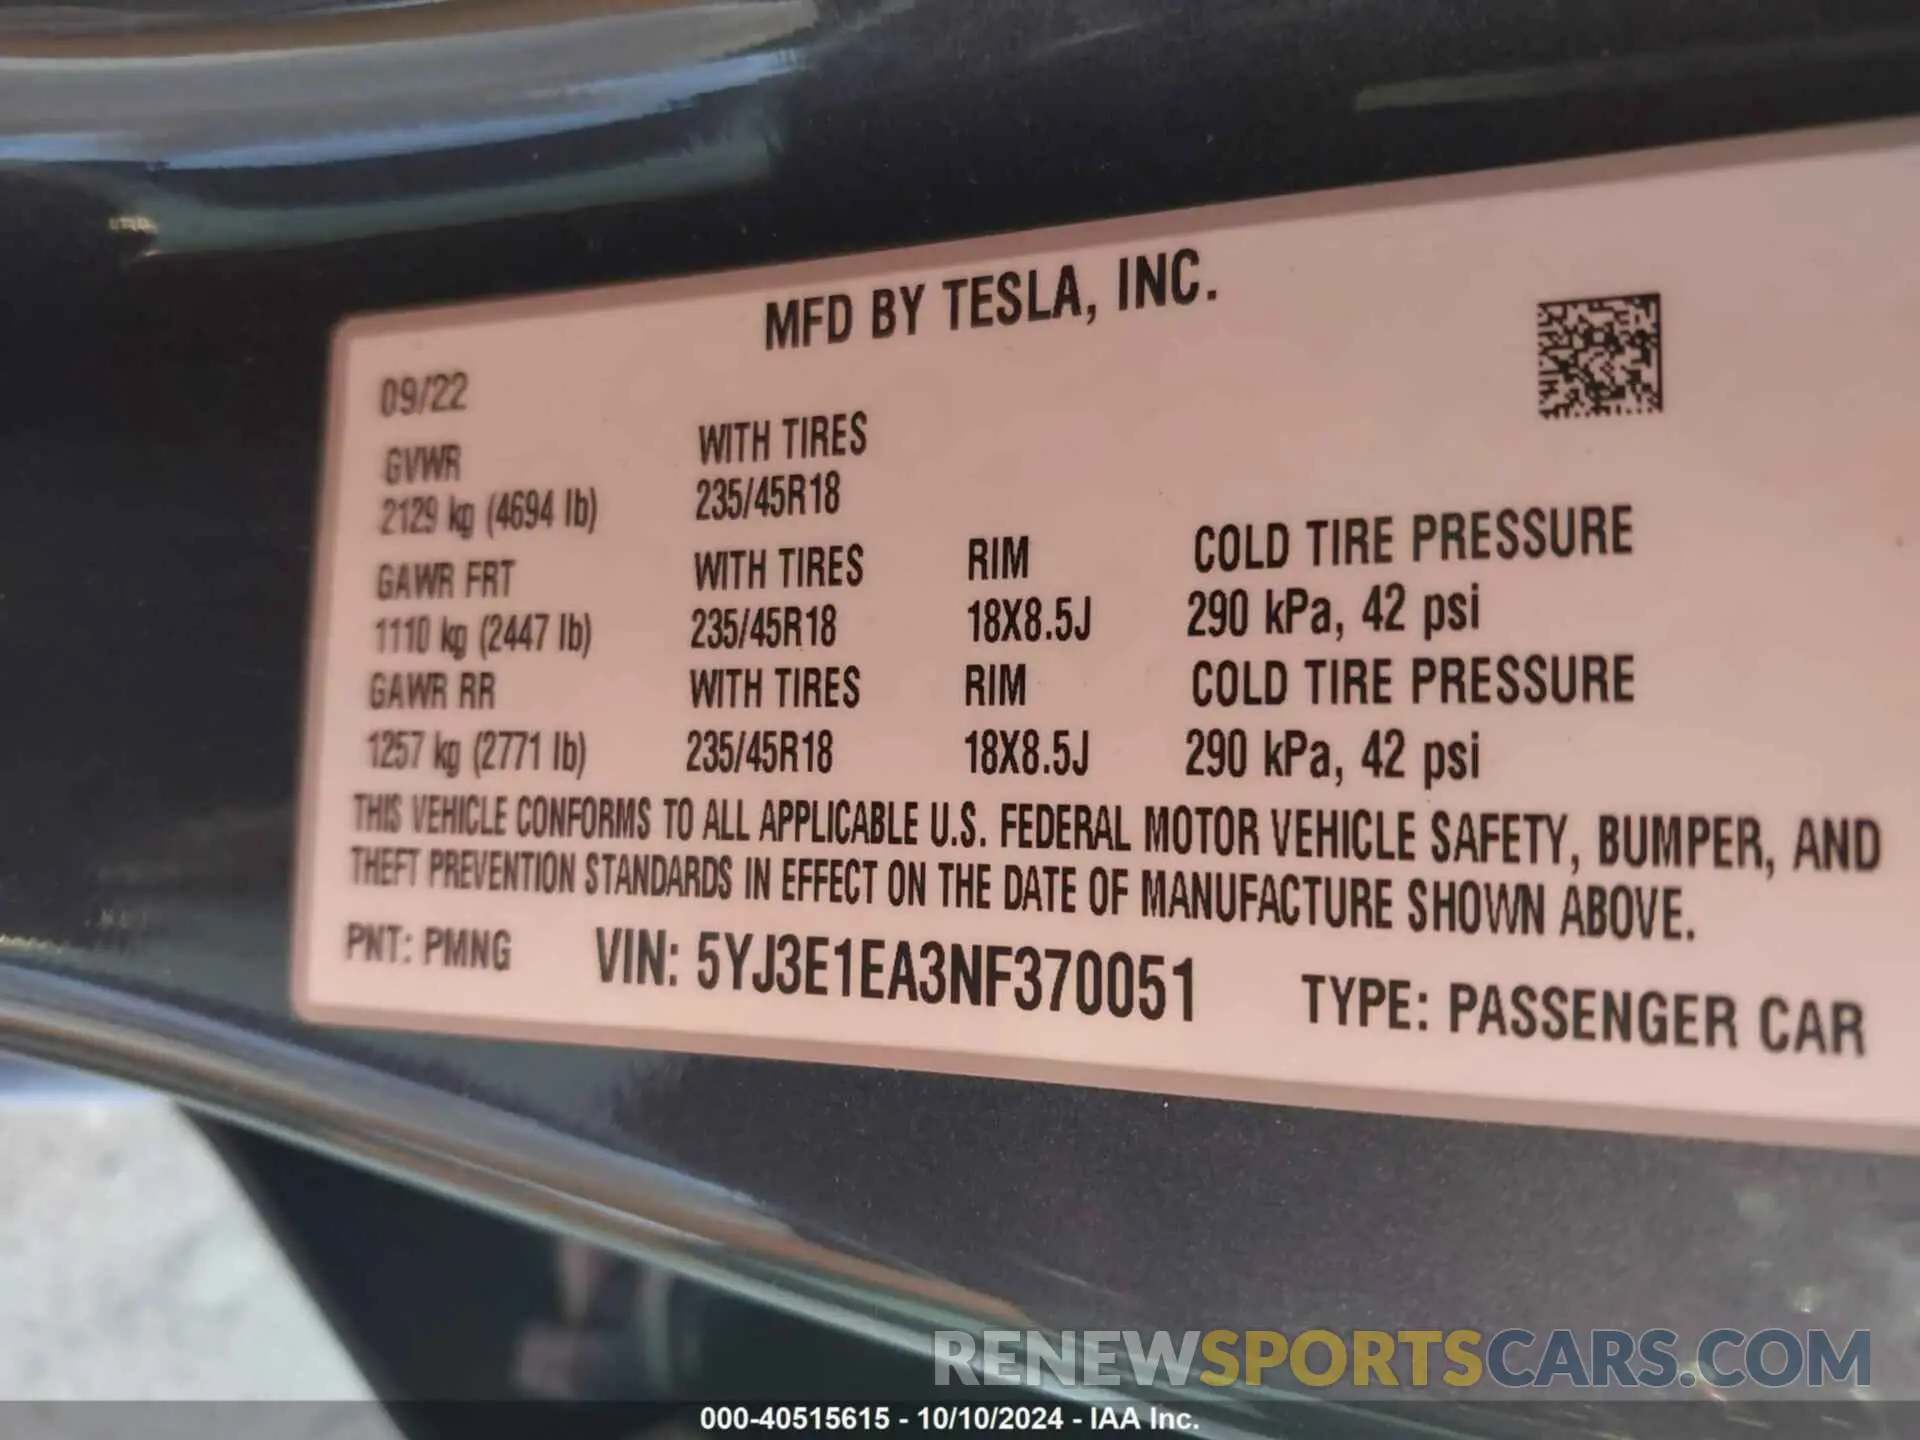 MFD BY TESLA, INC.
09/22
GVWR WITH TIRES
2129 kg (4694 lb) 235/45R18
GAWR FRT WITH TIRES RIM COLD TIRE PRESSURE
1110 kg (2447 lb) 235/45R18 18X8.5J 290 kPa, 42 psi
GAWR RR WITH TIRES RIM COLD TIRE PRESSURE
1257 kg (2771 lb) 235/45R18 18X8.5J 290 kPa, 42 psi
THIS VEHICLE CONFORMS TO ALL APPLICABLE U.S. FEDERAL MOTOR VEHICLE SAFETY, BUMPER, AND
THEFT PREVENTION STANDARDS IN EFFECT ON THE DATE OF MANUFACTURE SHOWN ABOVE.
PNT: PMNG VIN: 5YJ3E1EA3NF370051 TYPE: PASSENGER CAR
RENEWSPORTSCARS.COM
000-40515615 - 10/10/2024 - IAA Inc.